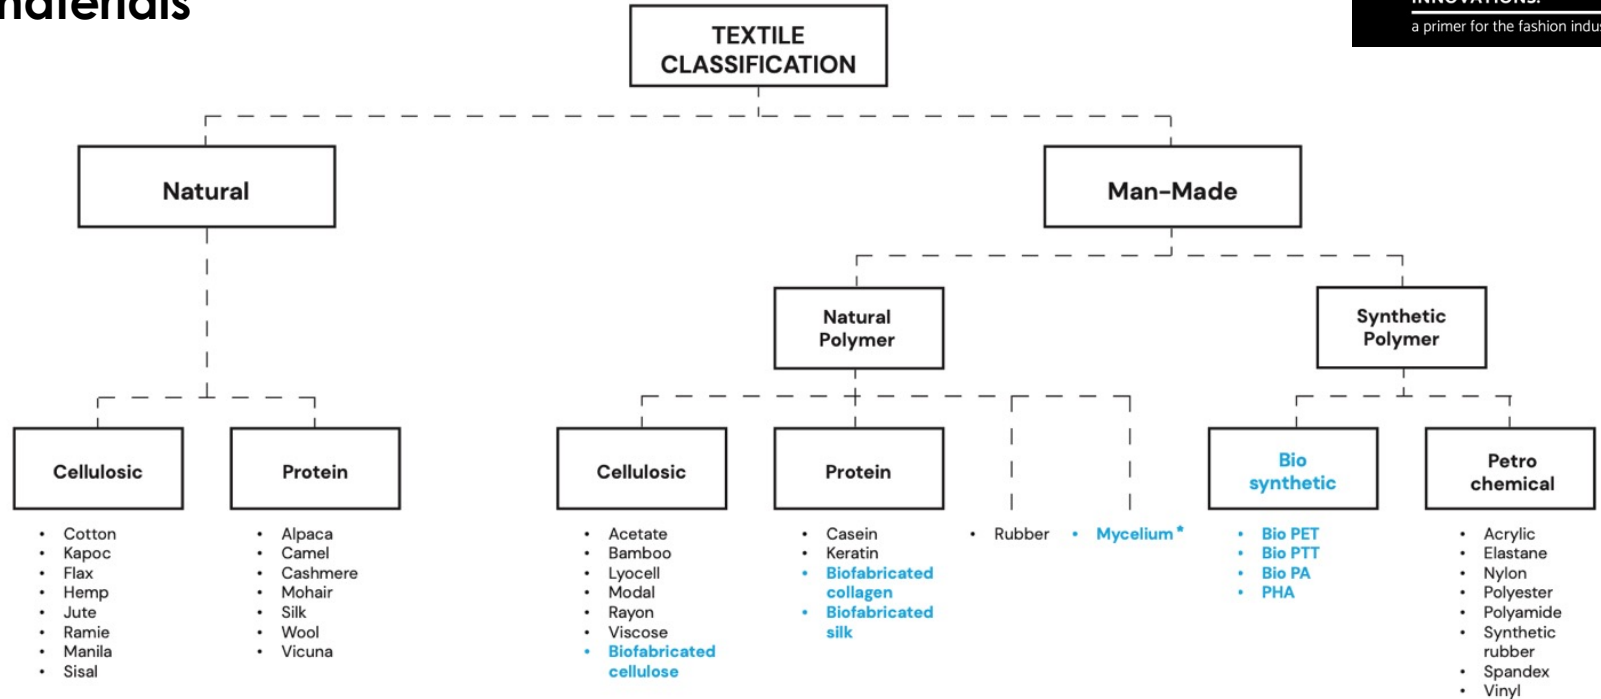 materials
INNOVATIONS:
a primer for the fashion
TEXTILE
CLASSIFICATION
Natural
Man-Made
Natural
Polymer
Synthetic
Polymer
Cellulosic
Protein
Cellulosic
Protein
Bio
synthetic
Petro
chemical
• Cotton
• Kapoc
• Flax
• Hemp
• Jute
• Ramie
• Manila
• Sisal
• Alpaca
• Camel
• Cashmere
• Mohair
• Silk
• Wool
• Vicuna
• Acetate
• Bamboo
• Lyocell
• Modal
• Rayon
• Viscose
• Biofabricated
cellulose
• Casein
• Keratin
• Biofabricated
collagen
• Biofabricated
silk
• Rubber
• Mycelium*
• Bio PET
• Bio PTT
• Bio PA
• PHA
• Acrylic
• Elastane
• Nylon
• Polyester
• Polyamide
• Synthetic
rubber
• Spandex
• Vinyl